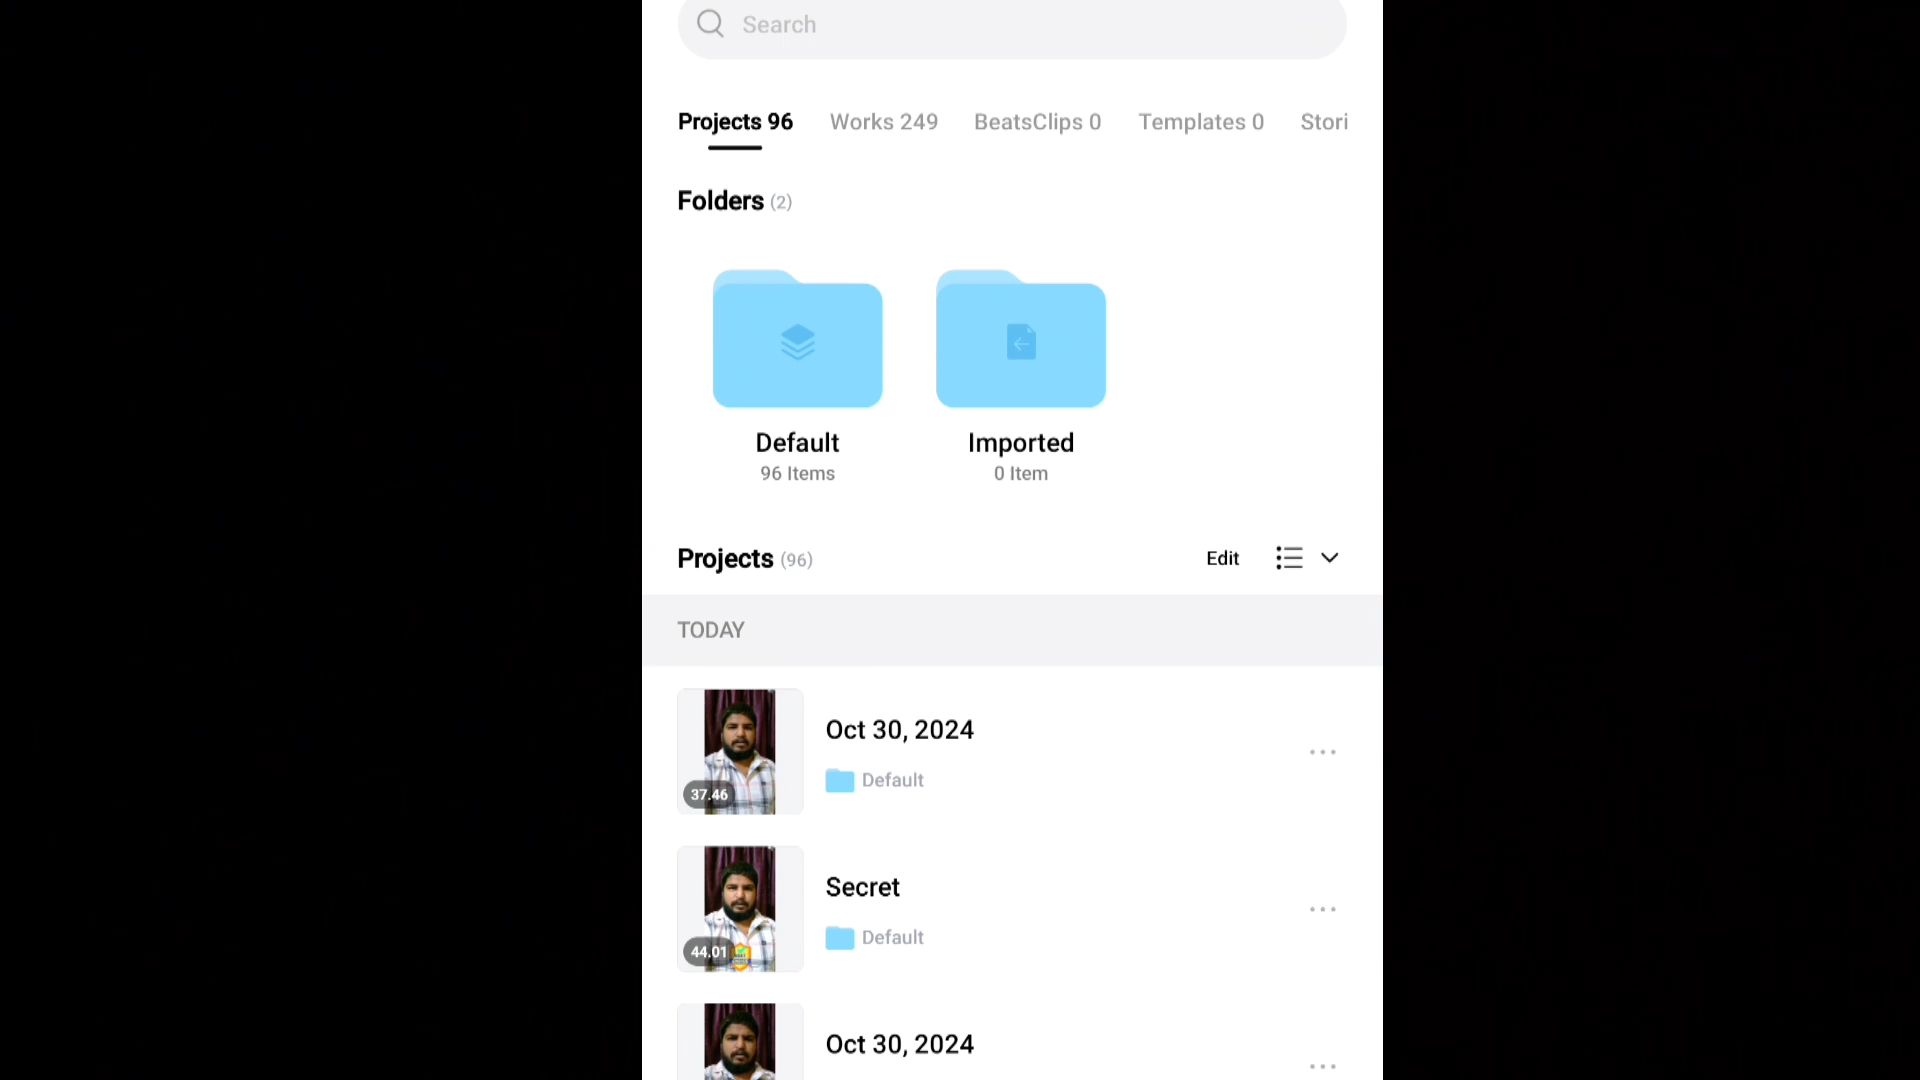 Search
Projects 96 Works 249 BeatsClips 0 Templates 0 Stori
Folders (2)
Default Imported
96 Items 0 Item
Projects (96) Edit
TODAY
Oct 30, 2024
37.46 Default
Secret
44.01 Default
Oct 30, 2024